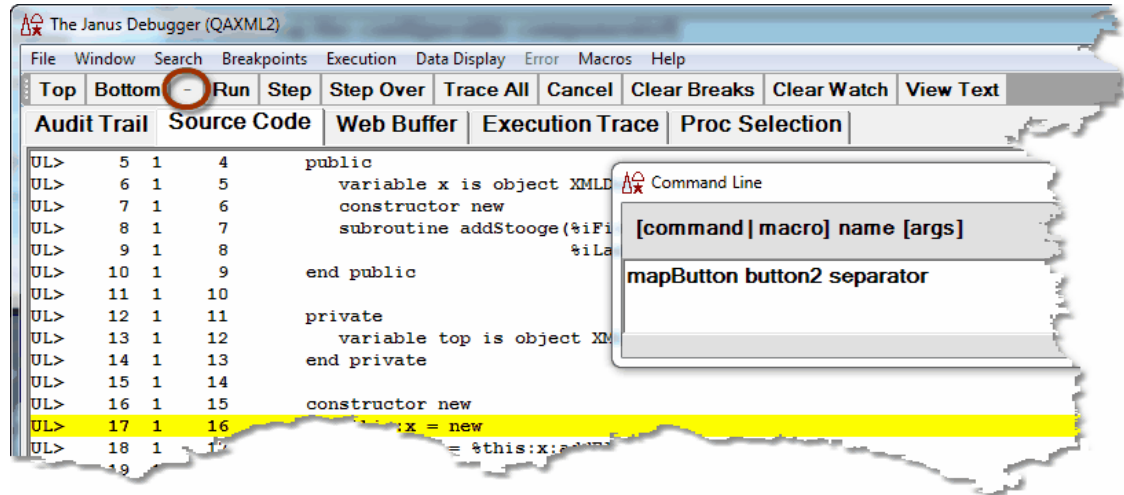 The Janus Debugger (QAXML2)
File Window Search Breakpoints Execution Data Display Error Macros Help
Top Bottom - Run Step Step Over Trace All Cancel Clear Breaks Clear Watch View Text
Audit Trail Source Code Web Buffer Execution Trace Proc Selection
UL> 5 1 4 public
UL> 6 1 5 variable x is object
UL> 7 1 6 constructor new
UL> 8 1 7 subroutine
UL> 9 1 8
UL> 10 1 9 end public
UL> 11 1 10
UL> 12 1 11 private
UL> 13 1 12 variable top is object
UL> 14 1 13 end private
UL> 15 1 14
UL> 16 1 15 constructor new
UL> 17 1 16 = new
UL> 18 1
19
Command Line
[command|macro] name [args]
mapButton button2 separator